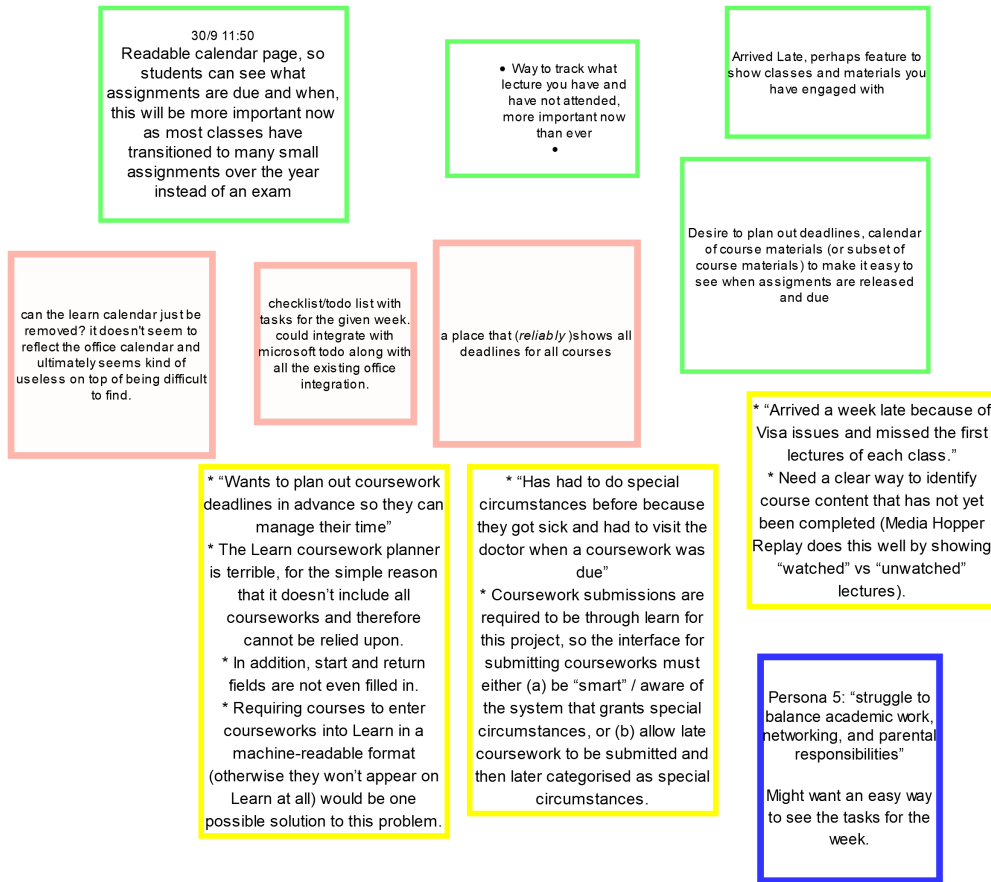 30/9 11:50
Readable calendar page, so
students can see what
assignments are due and when,
this will be more important now
as most classes have
transitioned to many small
assignments over the year
instead of an exam
• Way to track what
lecture you have and
have not attended,
more important now
than ever
•
Arrived Late, perhaps feature to
show classes and materials you
have engaged with
Desire to plan out deadlines, calendar
of course materials (or subset of
course materials) to make it easy to
see when assigments are released
and due
can the learn calendar just be
removed? it doesn't seem to
reflect the office calendar and
ultimately seems kind of
useless on top of being difficult
to find.
checklist/todo list with
tasks for the given week.
could integrate with
microsoft todo along with
all the existing office
integration.
a place that (reliably )shows all
deadlines for all courses
* “Arrived a week late because of
Visa issues and missed the first
lectures of each class.”
* Need a clear way to identify
course content that has not yet
been completed (Media Hopper
Replay does this well by showing
“watched” vs “unwatched”
lectures).
* “Wants to plan out coursework
deadlines in advance so they can
manage their time”
* The Learn coursework planner
is terrible, for the simple reason
that it doesn’t include all
courseworks and therefore
cannot be relied upon.
* In addition, start and return
fields are not even filled in.
* Requiring courses to enter
courseworks into Learn in a
machine-readable format
(otherwise they won’t appear on
Learn at all) would be one
possible solution to this problem.
* “Has had to do special
circumstances before because
they got sick and had to visit the
doctor when a coursework was
due”
* Coursework submissions are
required to be through learn for
this project, so the interface for
submitting courseworks must
either (a) be “smart” / aware of
the system that grants special
circumstances, or (b) allow late
coursework to be submitted and
then later categorised as special
circumstances.
Persona 5: “struggle to
balance academic work,
networking, and parental
responsibilities”
Might want an easy way
to see the tasks for the
week.